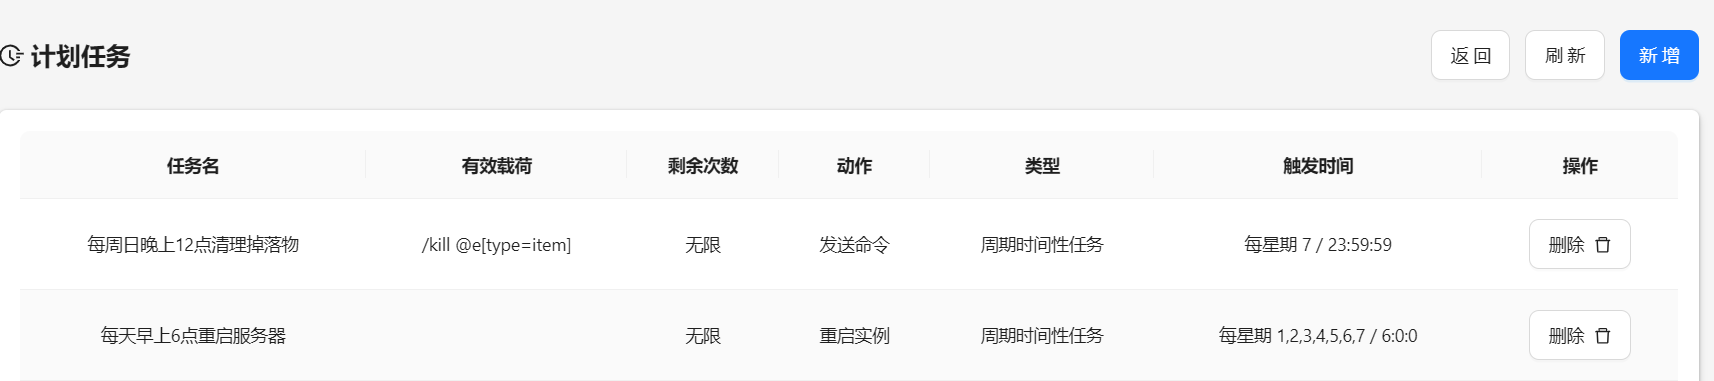 计划任务
返 回 刷 新 新 增
任务名 有效载荷 剩余次数 动作 类型 触发时间 操作
每周日晚上12点清理掉落物 /kill @e[type=item] 无限 发送命令 周期时间性任务 每星期 7 / 23:59:59 删除
每天早上6点重启服务器 无限 重启实例 周期时间性任务 每星期 1,2,3,4,5,6,7 / 6:0:0 删除